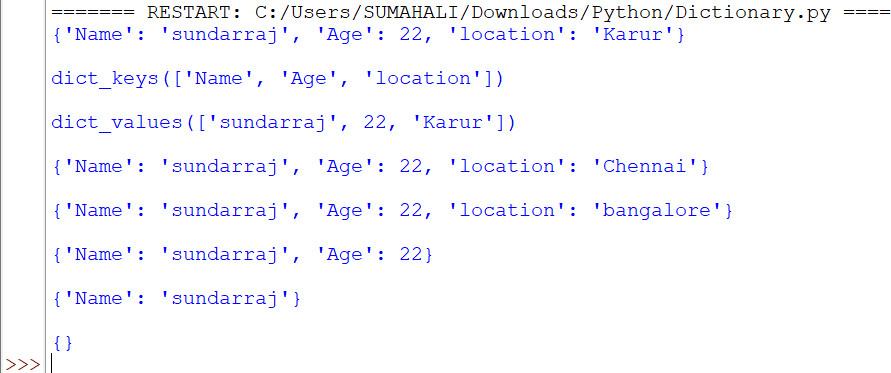 ======= RESTART: C:/Users/SUMAHALI/Downloads/Python/Dictionary.py ====
{'Name': 'sundarraj', 'Age': 22, 'location': 'Karur'}
dict_keys(['Name', 'Age', 'location'])
dict_values(['sundarraj', 22, 'Karur'])
{'Name': 'sundarraj', 'Age': 22, 'location': 'Chennai'}
{'Name': 'sundarraj', 'Age': 22, 'location': 'bangalore'}
{'Name': 'sundarraj', 'Age': 22}
{'Name': 'sundarraj'}
{}
>>>